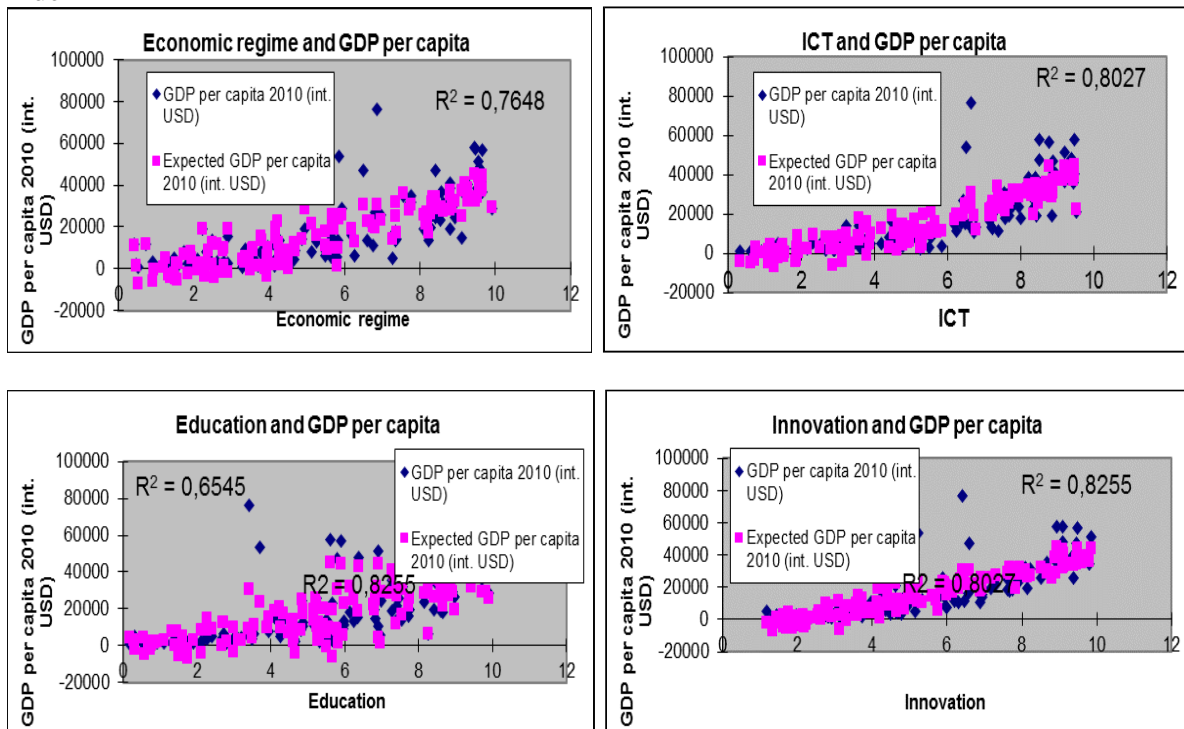 Economic regime and GDP per capita
GDP per capita 2010 (int. USD)
100000
80000
60000
40000
20000
0
-20000
GDP per capita 2010 (int.
USD)
Expected GDP per capita
2010 (int. USD)
R² = 0,7648
0 2 4 6 8 10 12
Economic regime
ICT and GDP per capita
GDP per capita 2010 (int. USD)
100000
80000
60000
40000
20000
0
-20000
GDP per capita 2010 (int.
USD)
Expected GDP per capita
2010 (int. USD)
R² = 0,8027
0 2 4 6 8 10 12
ICT
Education and GDP per capita
GDP per capita 2010 (int. USD)
100000
80000
60000
40000
20000
0
-20000
R² = 0,6545
GDP per capita 2010 (int.
USD)
Expected GDP per capita
2010 (int. USD)
R2 = 0,8255
0 2 4 6 8 10 12
Education
Innovation and GDP per capita
GDP per capita 2010 (int. USD)
100000
80000
60000
40000
20000
0
-20000
GDP per capita 2010 (int.
USD)
Expected GDP per capita
2010 (int. USD)
R² = 0,8255
R2 = 0,8027
0 2 4 6 8 10 12
Innovation